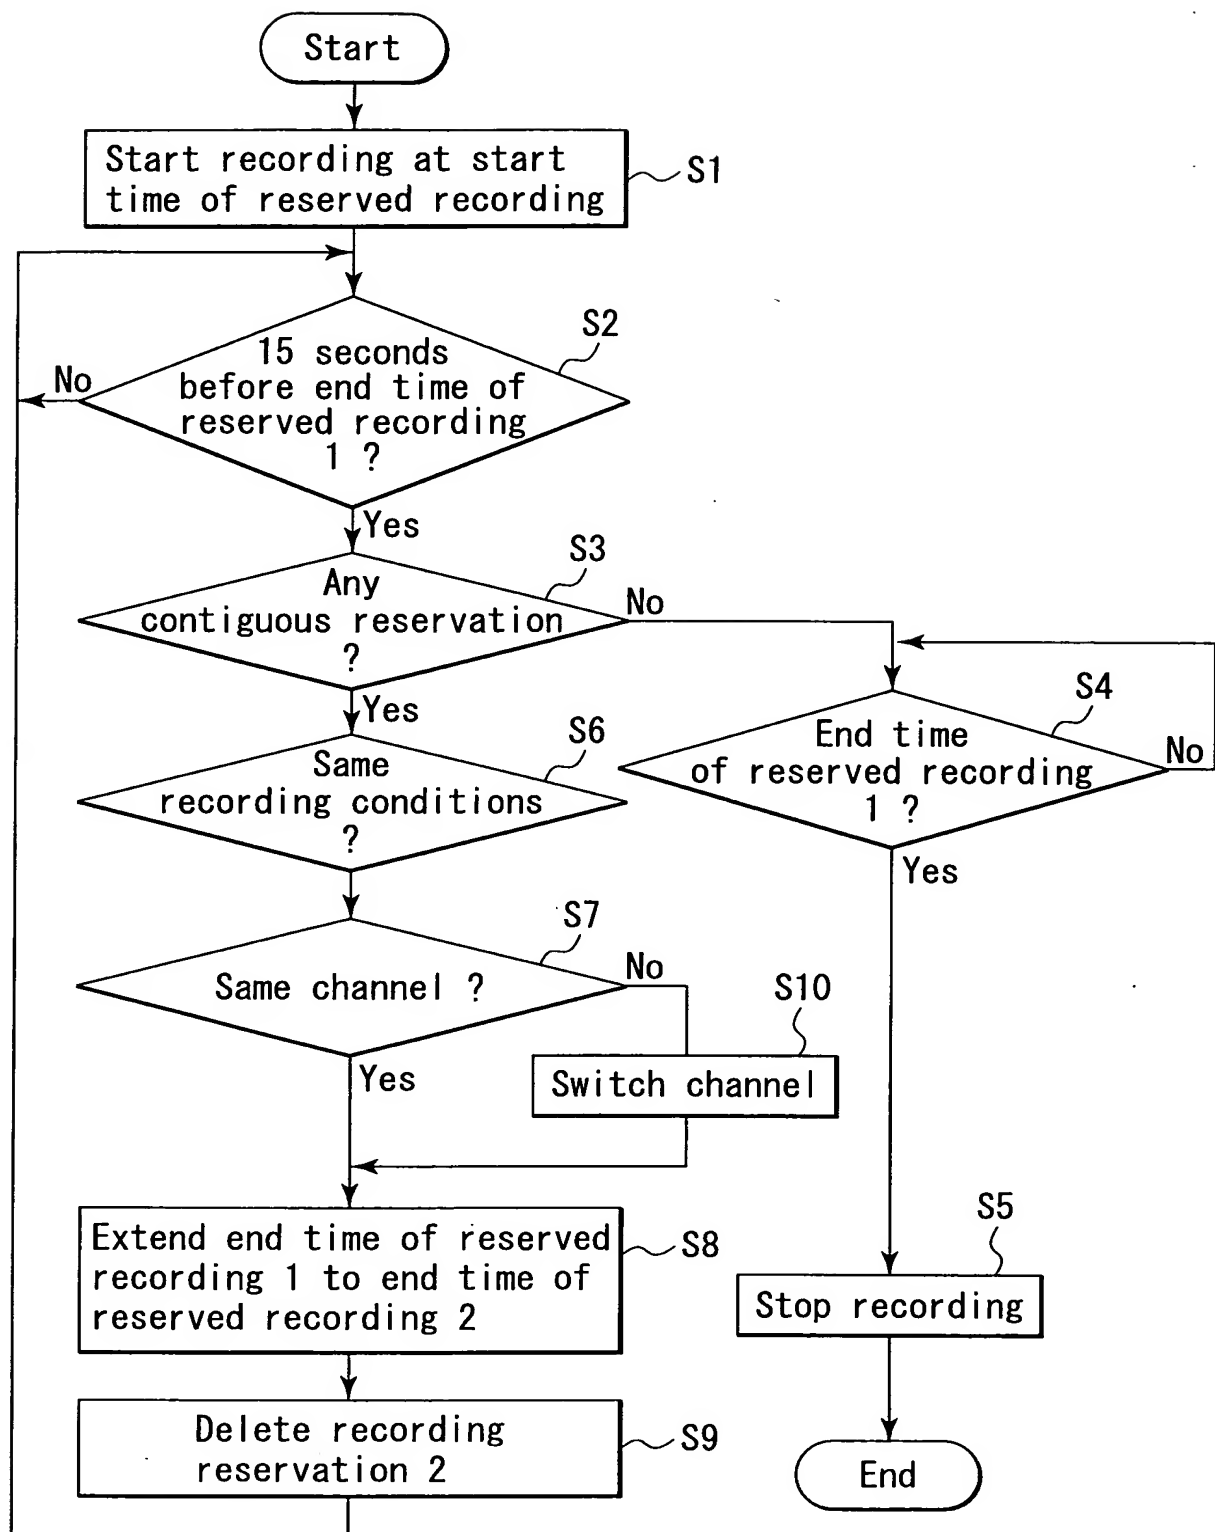 Start
Start recording at start
time of reserved recording
S1
S2
15 seconds
before end time of
reserved recording
1 ?
No
Yes
S3
Any
contiguous reservation
?
No
Yes
S4
End time
of reserved recording
1 ?
No
Yes
S6
Same
recording conditions
?
S7
Same channel ?
No
Yes
S10
Switch channel
S8
Extend end time of reserved
recording 1 to end time of
reserved recording 2
S5
Stop recording
Delete recording
reservation 2
S9
End